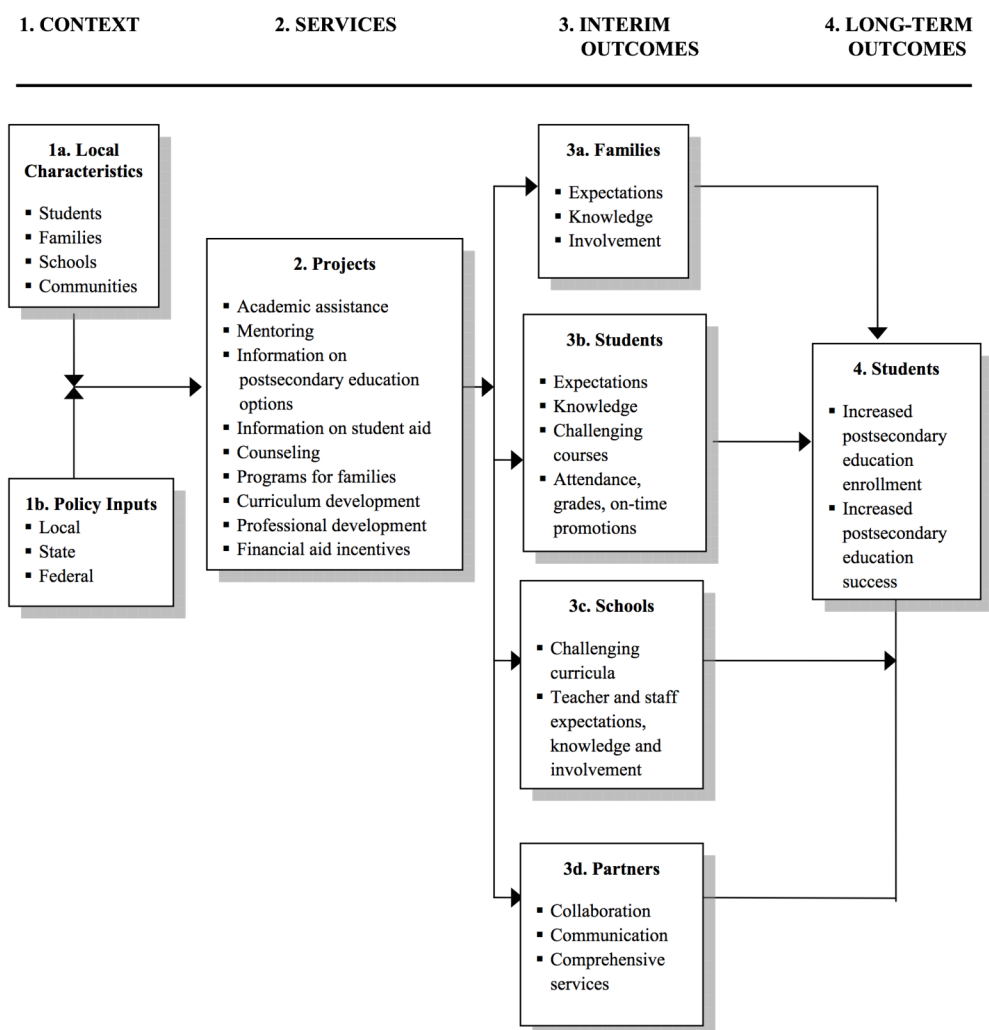 1. CONTEXT
2. SERVICES
3. INTERIM
OUTCOMES
4. LONG-TERM
OUTCOMES
1a. Local
Characteristics
▪ Students
▪ Families
▪ Schools
▪ Communities
1b. Policy Inputs
▪ Local
▪ State
▪ Federal
2. Projects
▪ Academic assistance
▪ Mentoring
▪ Information on
postsecondary education
options
▪ Information on student aid
▪ Counseling
▪ Programs for families
▪ Curriculum development
▪ Professional development
▪ Financial aid incentives
3a. Families
▪ Expectations
▪ Knowledge
▪ Involvement
3b. Students
▪ Expectations
▪ Knowledge
▪ Challenging
courses
▪ Attendance,
grades, on-time
promotions
3c. Schools
▪ Challenging
curricula
▪ Teacher and staff
expectations,
knowledge and
involvement
3d. Partners
▪ Collaboration
▪ Communication
▪ Comprehensive
services
4. Students
▪ Increased
postsecondary
education
enrollment
▪ Increased
postsecondary
education
success